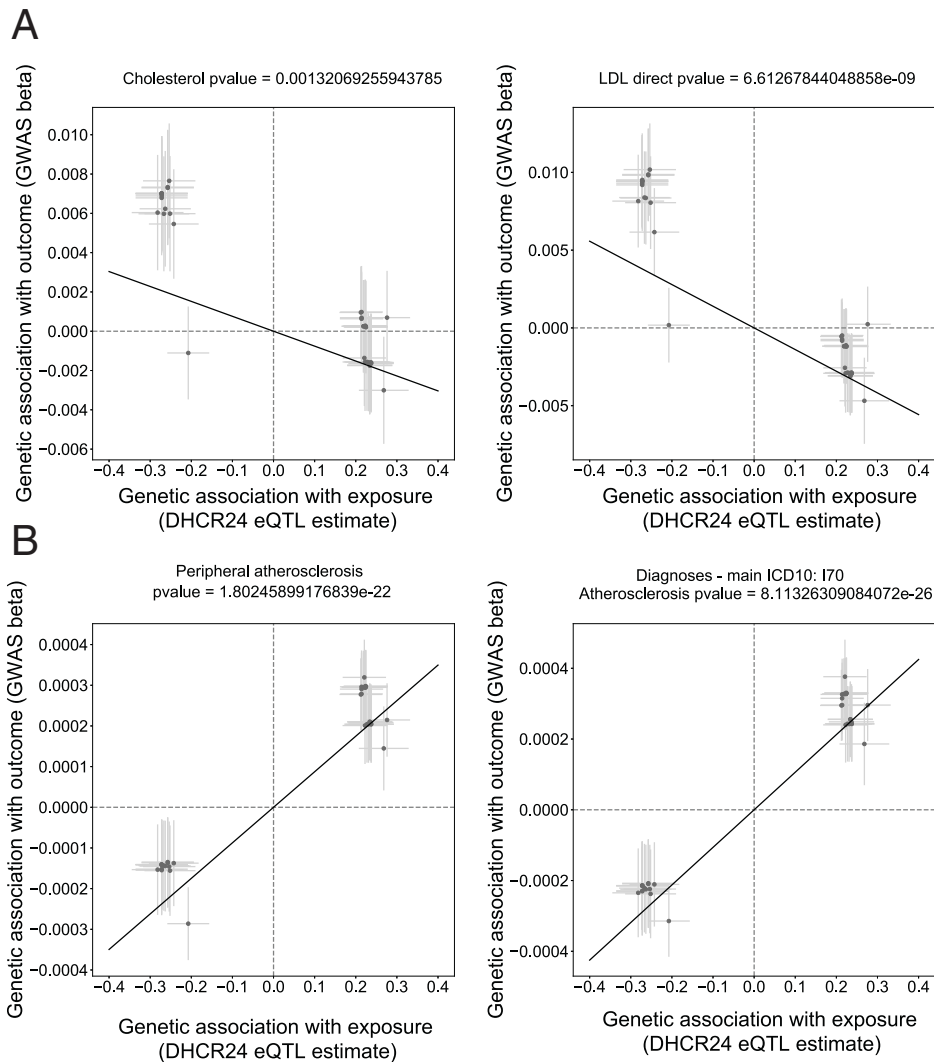 A
Cholesterol pvalue = 0.00132069255943785
Genetic association with outcome (GWAS beta)
0.010
0.008
0.006
0.004
0.002
0.000
−0.002
−0.004
−0.006
−0.4 −0.3 −0.2 −0.1 0.0 0.1 0.2 0.3 0.4
Genetic association with exposure
(DHCR24 eQTL estimate)
LDL direct pvalue = 6.61267844048858e-09
Genetic association with outcome (GWAS beta)
0.010
0.005
0.000
−0.005
−0.4 −0.3 −0.2 −0.1 0.0 0.1 0.2 0.3 0.4
Genetic association with exposure
(DHCR24 eQTL estimate)
B
Peripheral atherosclerosis
pvalue = 1.80245899176839e-22
Genetic association with outcome (GWAS beta)
0.0004
0.0003
0.0002
0.0001
0.0000
−0.0001
−0.0002
−0.0003
−0.0004
−0.4 −0.3 −0.2 −0.1 0.0 0.1 0.2 0.3 0.4
Genetic association with exposure
(DHCR24 eQTL estimate)
Diagnoses - main ICD10: I70
Atherosclerosis pvalue = 8.11326309084072e-26
Genetic association with outcome (GWAS beta)
0.0004
0.0002
0.0000
−0.0002
−0.0004
−0.4 −0.3 −0.2 −0.1 0.0 0.1 0.2 0.3 0.4
Genetic association with exposure
(DHCR24 eQTL estimate)